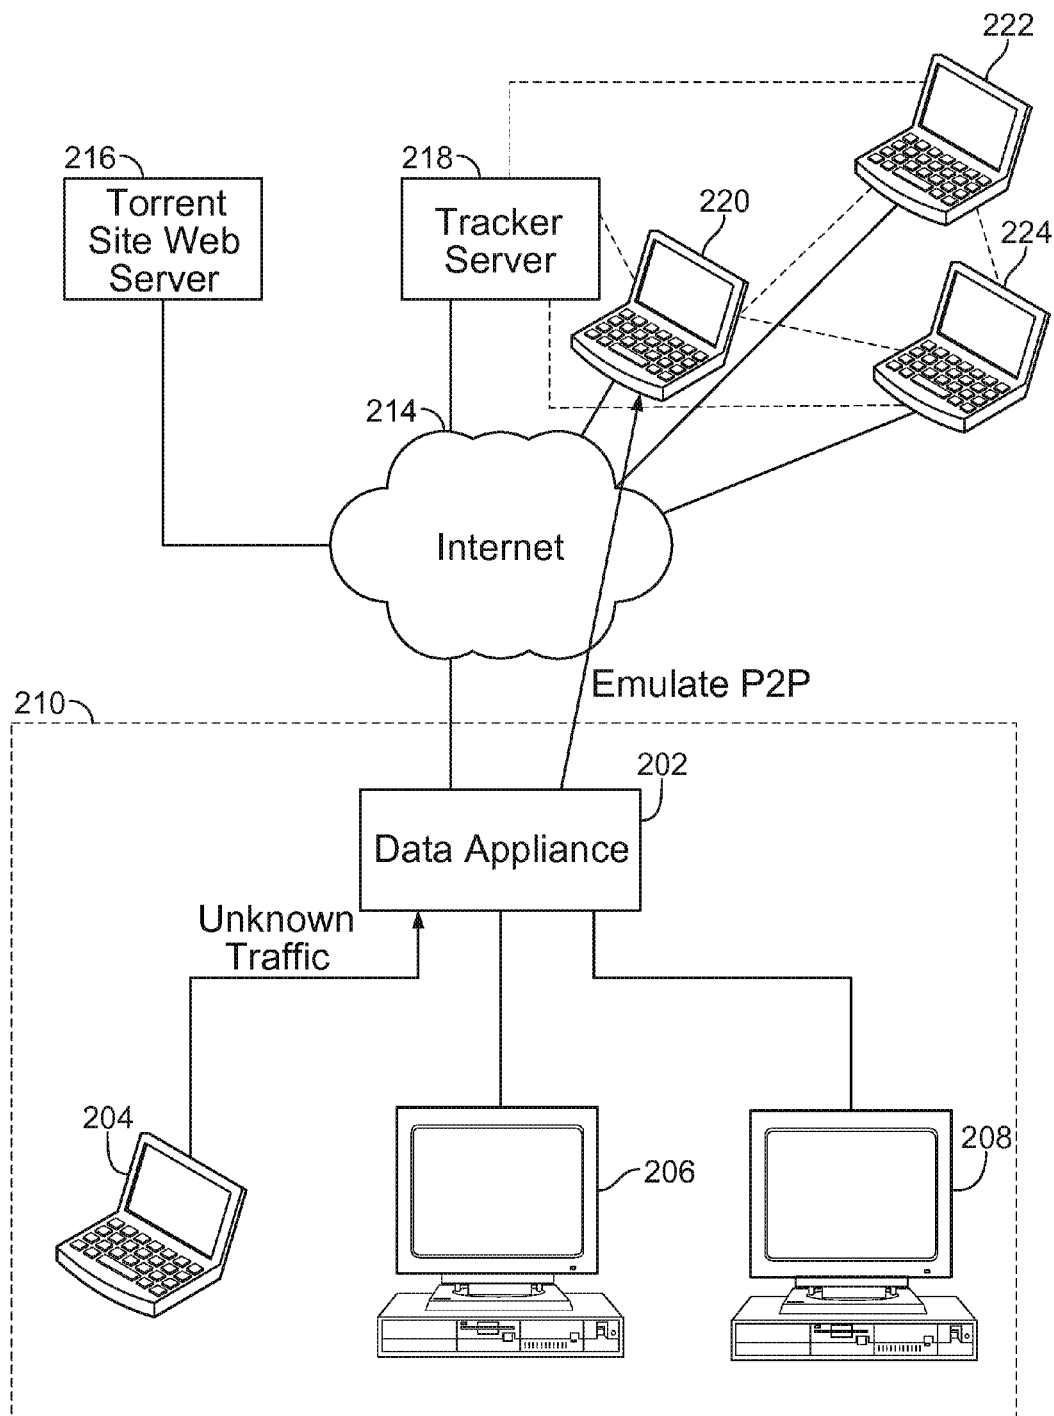 222
216
218
Torrent
Site Web
Server
Tracker
Server
220
224
214
Internet
Emulate P2P
210
202
Data Appliance
Unknown
Traffic
204
206
208